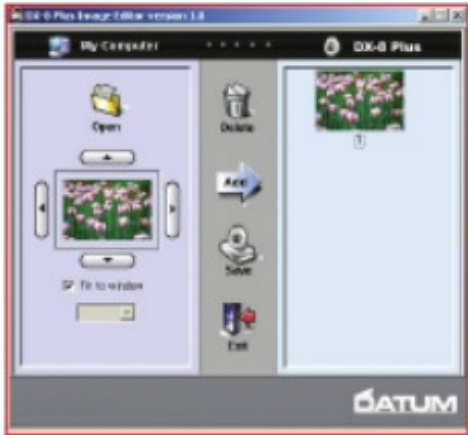 DX-8 Plus Image Editor version 1.0
My Computer
DX-8 Plus
Open
Delete
Add
Fit to window
Save
Exit
1
DATUM